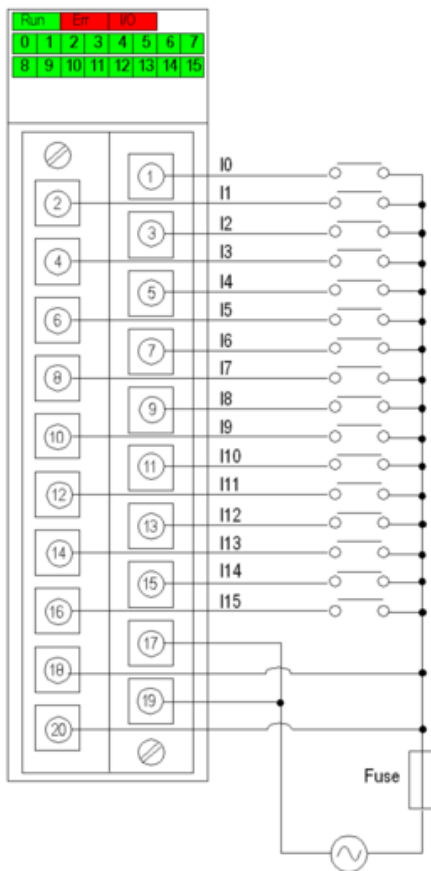 Run Err I/O
0 1 2 3 4 5 6 7
8 9 10 11 12 13 14 15
1 I0
2 I1
3 I2
4 I3
5 I4
6 I5
7 I6
8 I7
9 I8
10 I9
11 I10
12 I11
13 I12
14 I13
15 I14
16 I15
17
18
19
20
Fuse